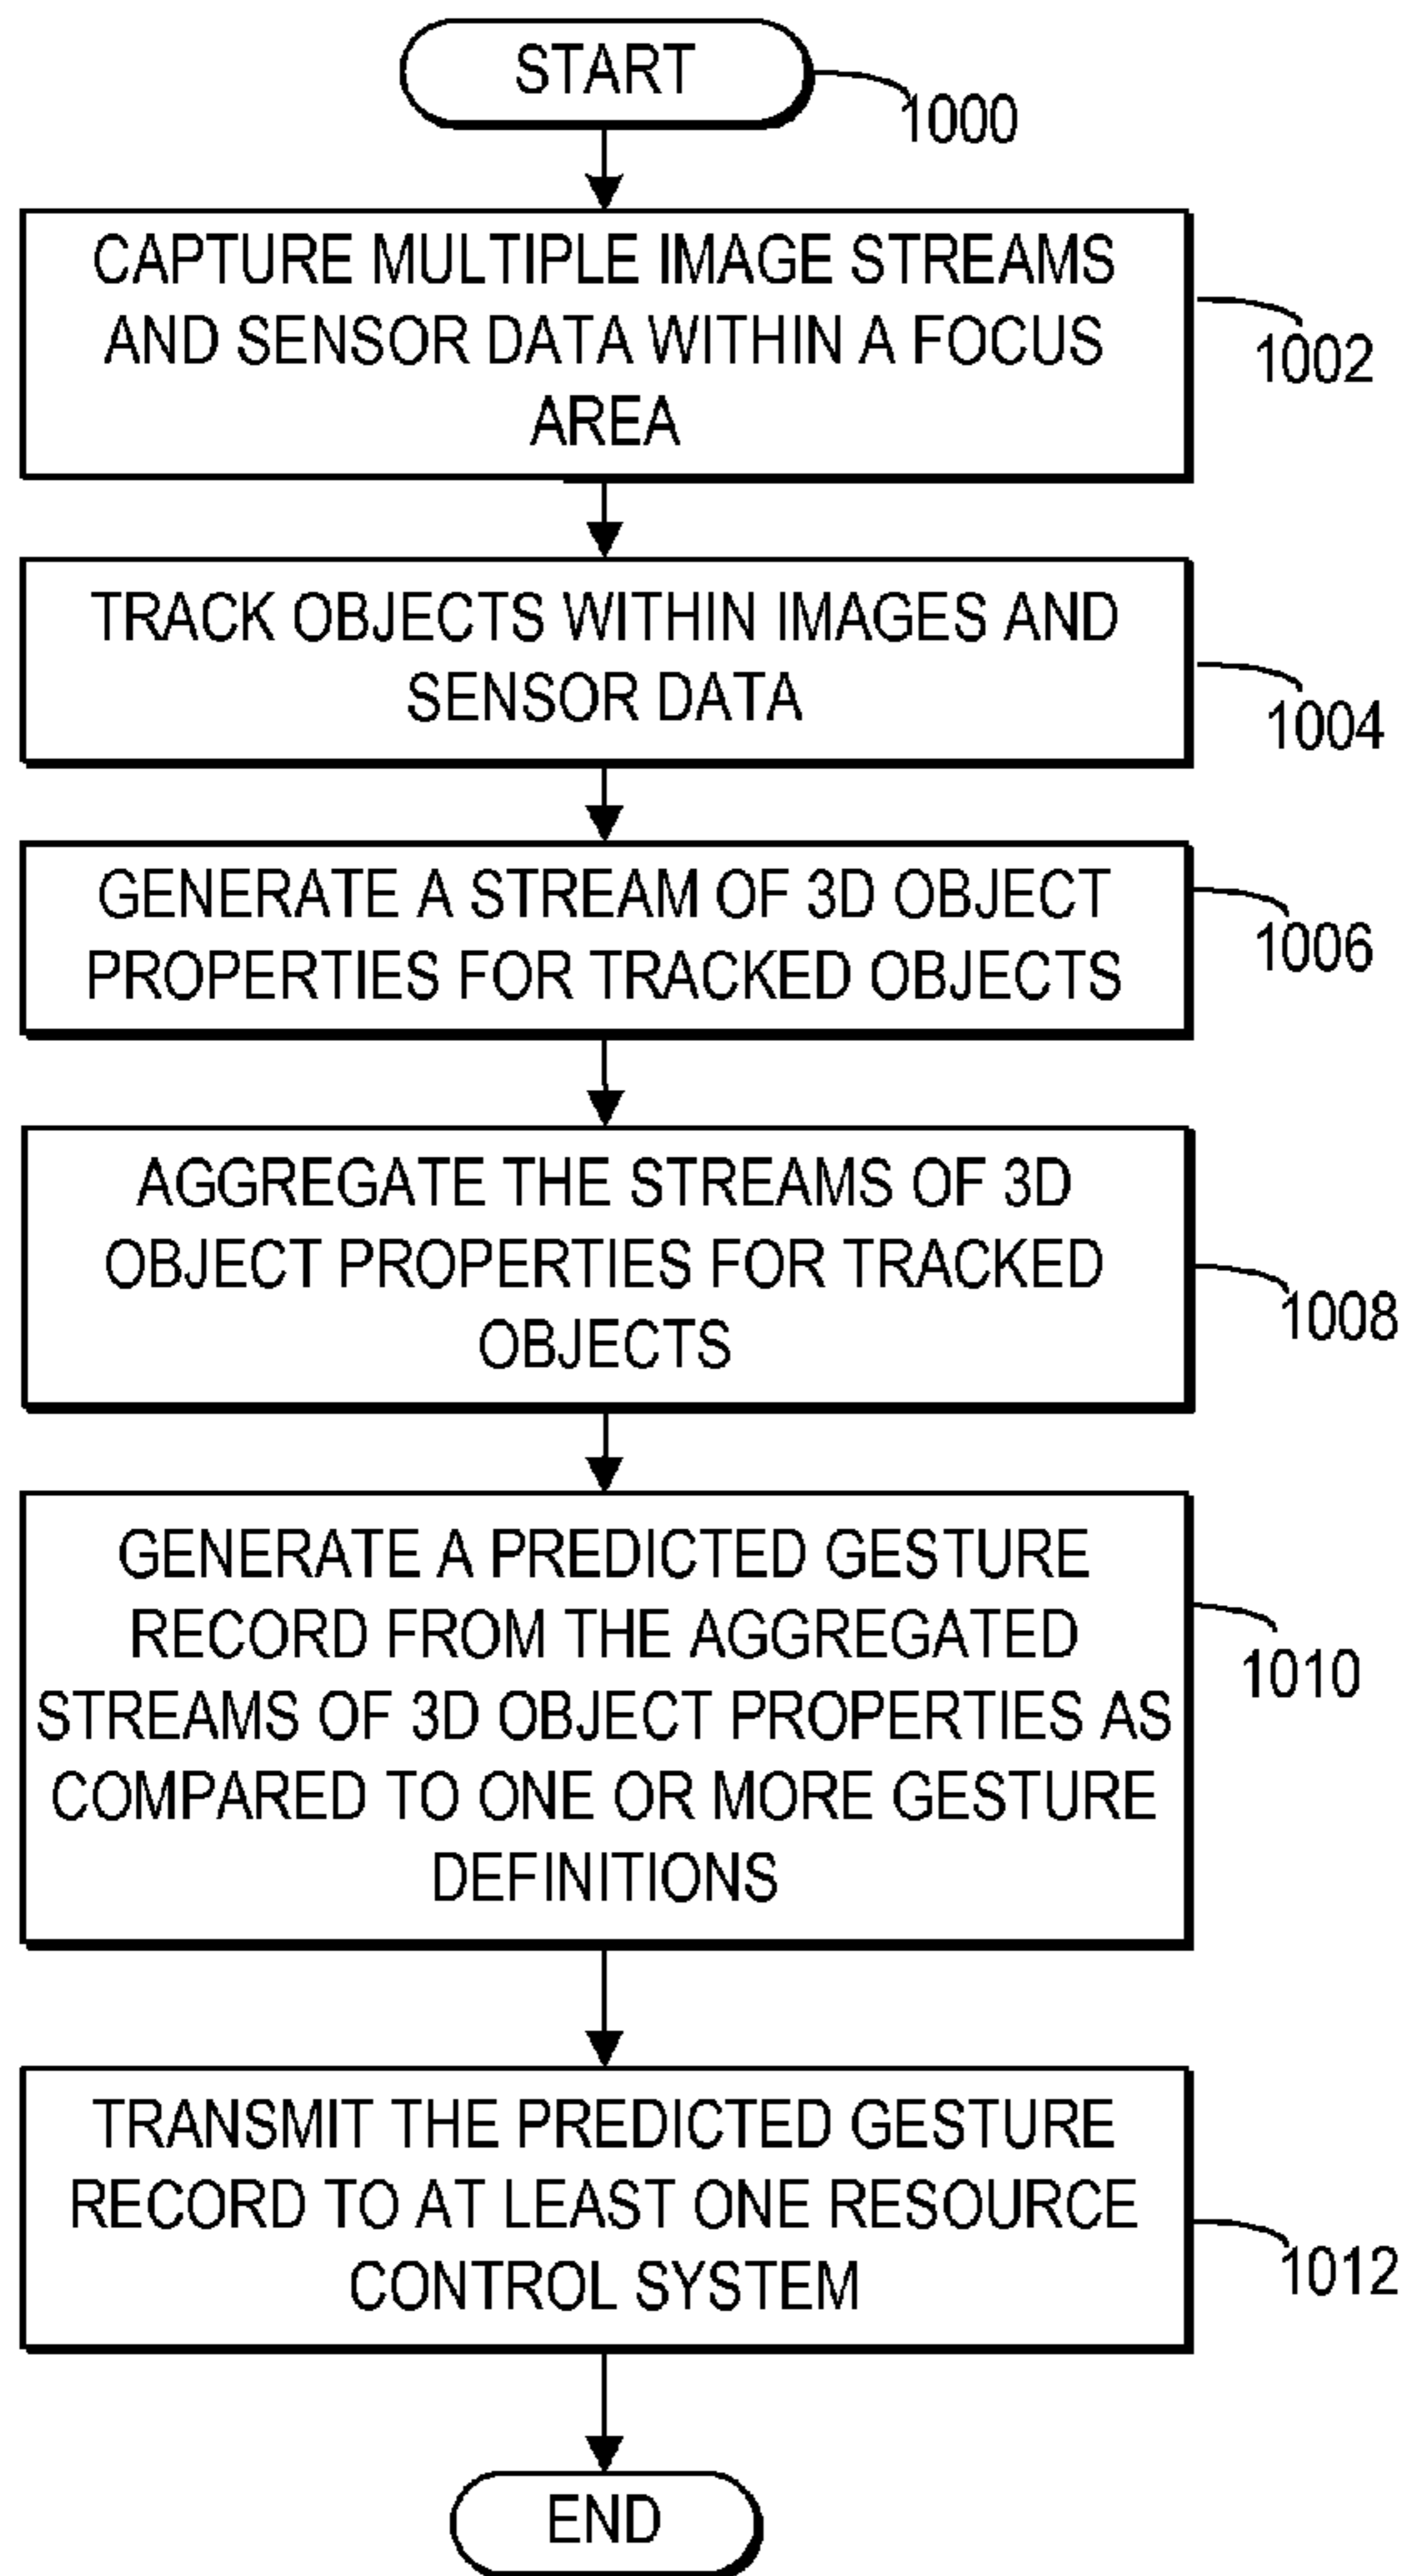 START
1000
CAPTURE MULTIPLE IMAGE STREAMS
AND SENSOR DATA WITHIN A FOCUS
AREA
1002
TRACK OBJECTS WITHIN IMAGES AND
SENSOR DATA
1004
GENERATE A STREAM OF 3D OBJECT
PROPERTIES FOR TRACKED OBJECTS
1006
AGGREGATE THE STREAMS OF 3D
OBJECT PROPERTIES FOR TRACKED
OBJECTS
1008
GENERATE A PREDICTED GESTURE
RECORD FROM THE AGGREGATED
STREAMS OF 3D OBJECT PROPERTIES AS
COMPARED TO ONE OR MORE GESTURE
DEFINITIONS
1010
TRANSMIT THE PREDICTED GESTURE
RECORD TO AT LEAST ONE RESOURCE
CONTROL SYSTEM
1012
END